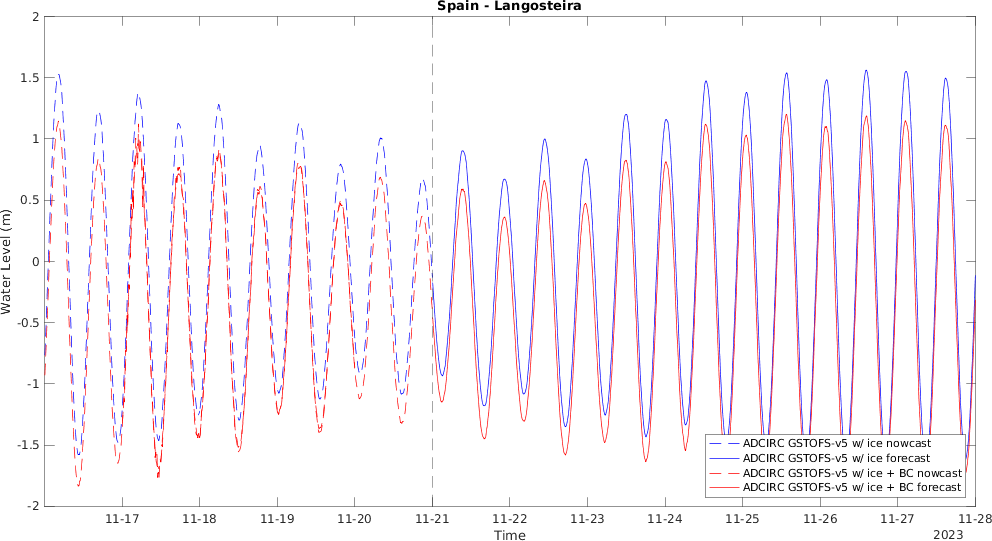 Spain - Langosteira
Water Level (m)
2
1.5
1
0.5
0
-0.5
-1
-1.5
-2
ADCIRC GSTOFS-v5 w/ ice nowcast
ADCIRC GSTOFS-v5 w/ ice forecast
ADCIRC GSTOFS-v5 w/ ice + BC nowcast
ADCIRC GSTOFS-v5 w/ ice + BC forecast
11-17 11-18 11-19 11-20 11-21 11-22 11-23 11-24 11-25 11-26 11-27 11-28
Time
2023